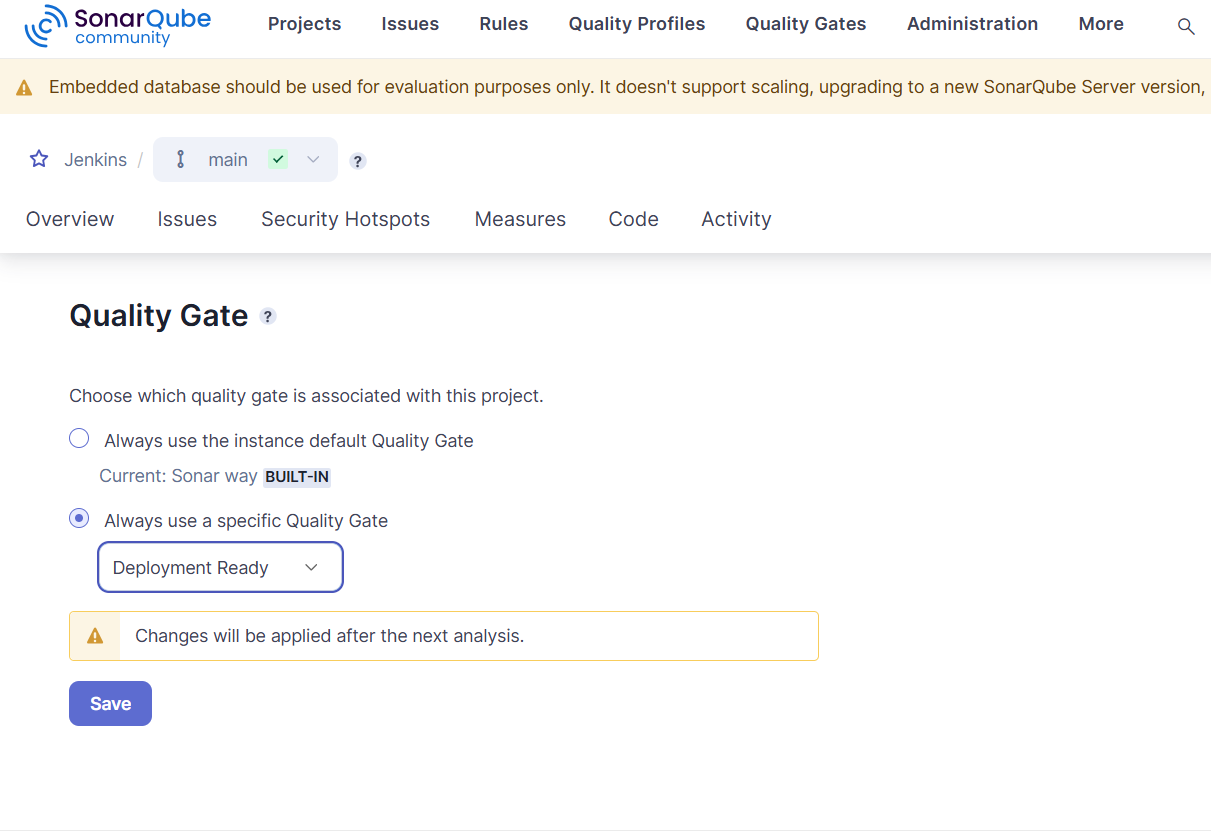 SonarQube
community
Projects Issues Rules Quality Profiles Quality Gates Administration More
Embedded database should be used for evaluation purposes only. It doesn't support scaling, upgrading to a new SonarQube Server version,
Jenkins / main ?
Overview Issues Security Hotspots Measures Code Activity
Quality Gate ?
Choose which quality gate is associated with this project.
Always use the instance default Quality Gate
Current: Sonar way BUILT-IN
Always use a specific Quality Gate
Deployment Ready
Changes will be applied after the next analysis.
Save